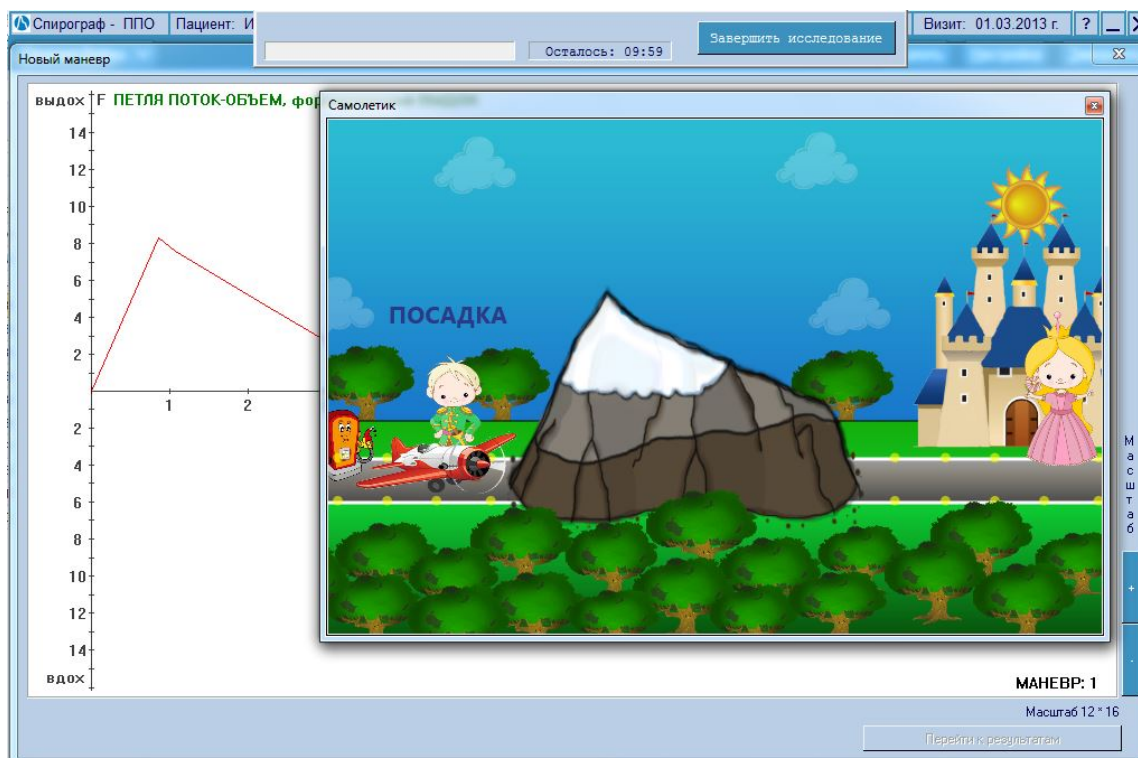 Спирограф - ППО
Пациент: И
Визит: 01.03.2013 г.
?
Осталось: 09:59
Завершить исследование
Новый маневр
выдох
F ПЕТЛЯ ПОТОК-ОБЪЕМ, фор
14
12
10
8
6
4
2
1
2
2
4
6
8
10
12
14
вдох
Самолетик
ПОСАДКА
Масштаб
+
-
МАНЕВР: 1
Масштаб 12 * 16
Перейти к результатам